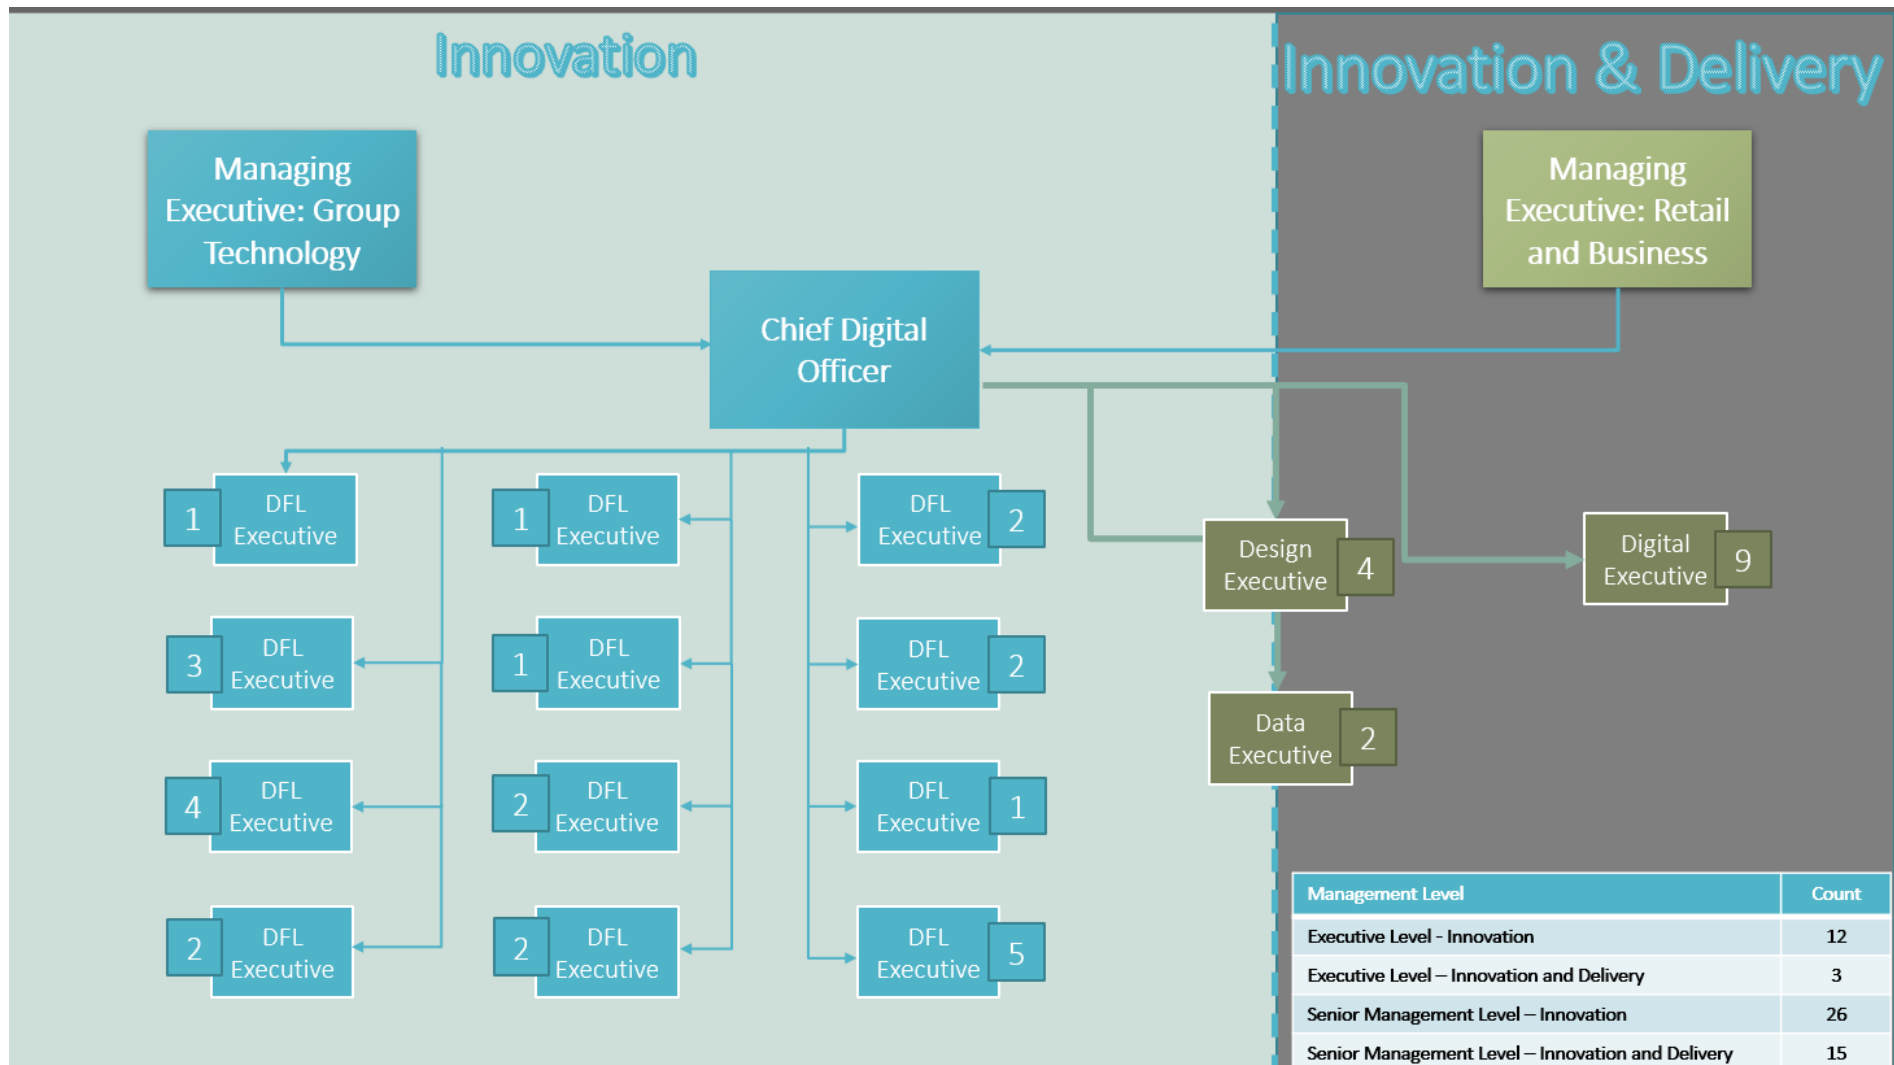 Innovation
Innovation & Delivery
Managing
Executive: Group
Technology
Managing
Executive: Retail
and Business
Chief Digital
Officer
1
DFL
Executive
1
DFL
Executive
DFL
Executive
2
Design
Executive
4
Digital
Executive
9
3
DFL
Executive
1
DFL
Executive
DFL
Executive
2
Data
Executive
2
4
DFL
Executive
2
DFL
Executive
DFL
Executive
1
2
DFL
Executive
2
DFL
Executive
DFL
Executive
5
Management Level Count
Executive Level - Innovation 12
Executive Level – Innovation and Delivery 3
Senior Management Level – Innovation 26
Senior Management Level – Innovation and Delivery 15